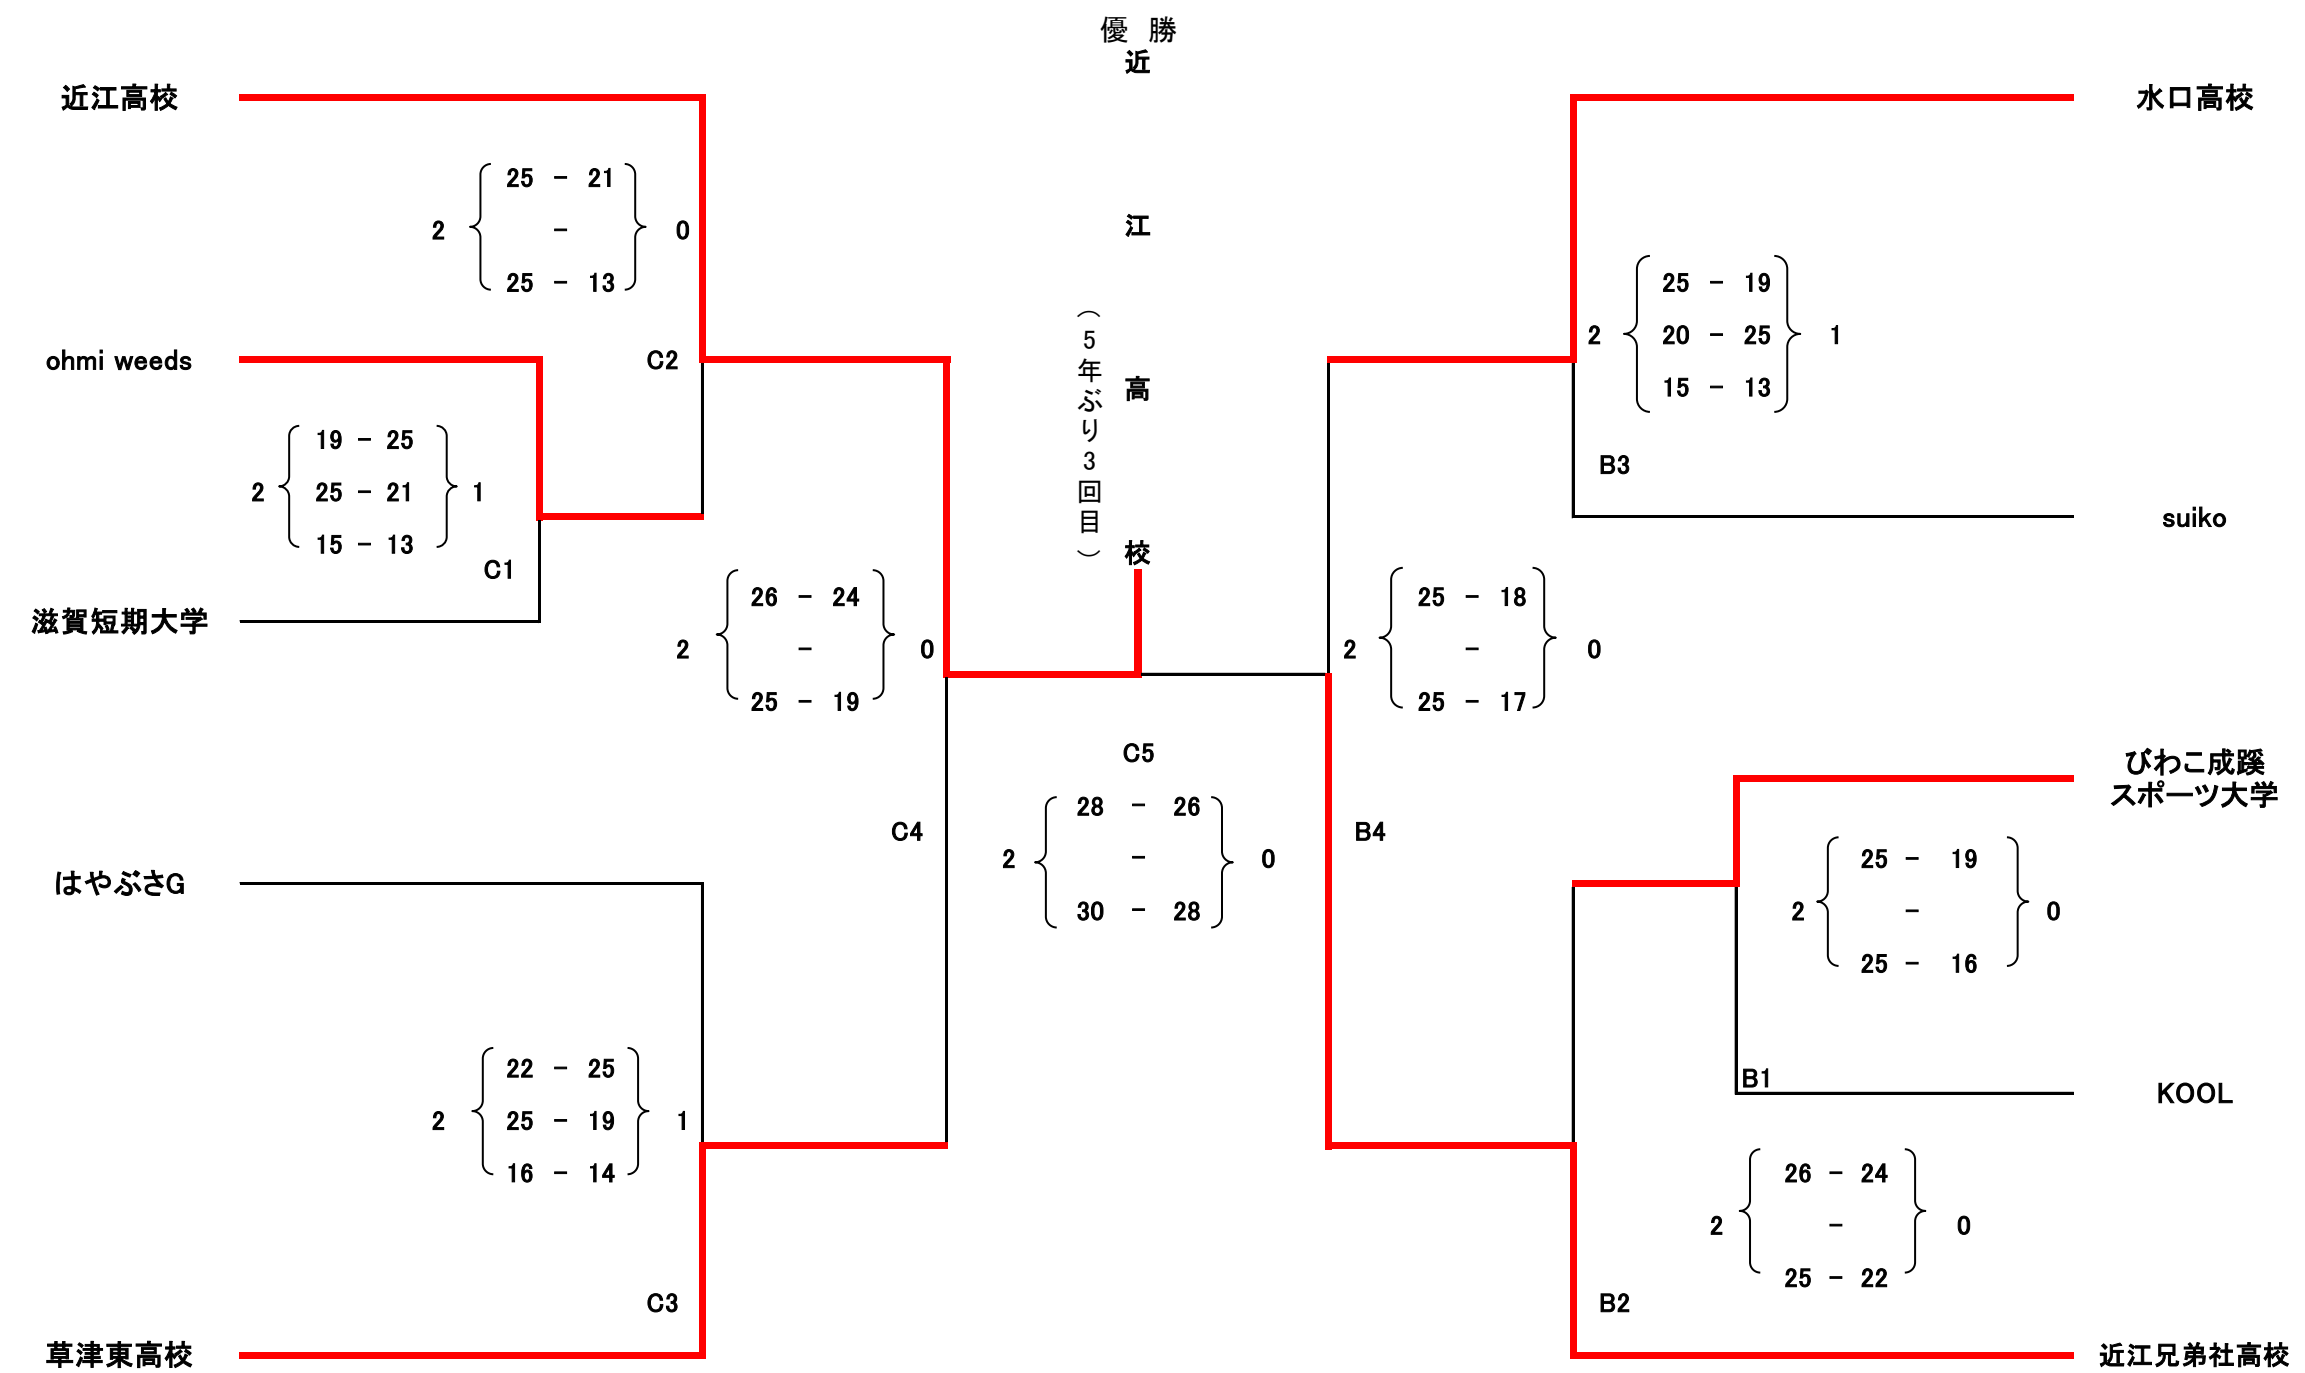 優 勝
近江高校
(5年ぶり3回目)
近江高校
25 - 21
2 - 0
25 - 13
ohmi weeds
C2
19 - 25
2 25 - 21 1
15 - 13
C1
滋賀短期大学
26 - 24
2 - 0
25 - 19
C4
はやぶさG
22 - 25
2 25 - 19 1
16 - 14
C3
草津東高校
C5
28 - 26
2 - 0
30 - 28
水口高校
25 - 19
2 20 - 25 1
15 - 13
B3
suiko
25 - 18
2 - 0
25 - 17
B4
びわこ成蹊
スポーツ大学
25 - 19
2 - 0
25 - 16
B1
KOOL
26 - 24
2 - 0
25 - 22
B2
近江兄弟社高校